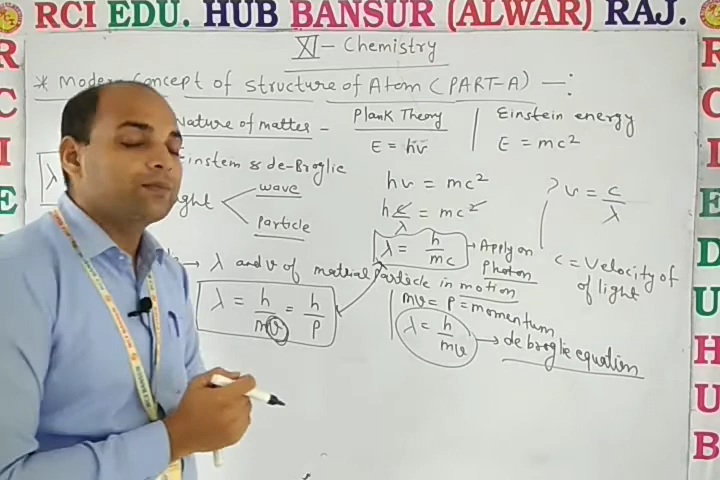 RCI EDU. HUB BANSUR (ALWAR) RAJ.
XI - Chemistry
* Modern Concept of Structure of Atom (PART-A) —:
Nature of matter -
Einstein & de-Broglie
wave
Particle
λ and v of material Particle in motion
λ = h/mv = h/p
Plank Theory
E = hν
hν = mc²
hc/λ = mc²
λ = h/mc → Apply on Photon
mv = P = momentum
λ = h/mv → de broglie equation
Einstein energy
E = mc²
ν = c/λ
c = Velocity of
of light
R
C
I
E
R
C
I
E
D
U
H
U
B